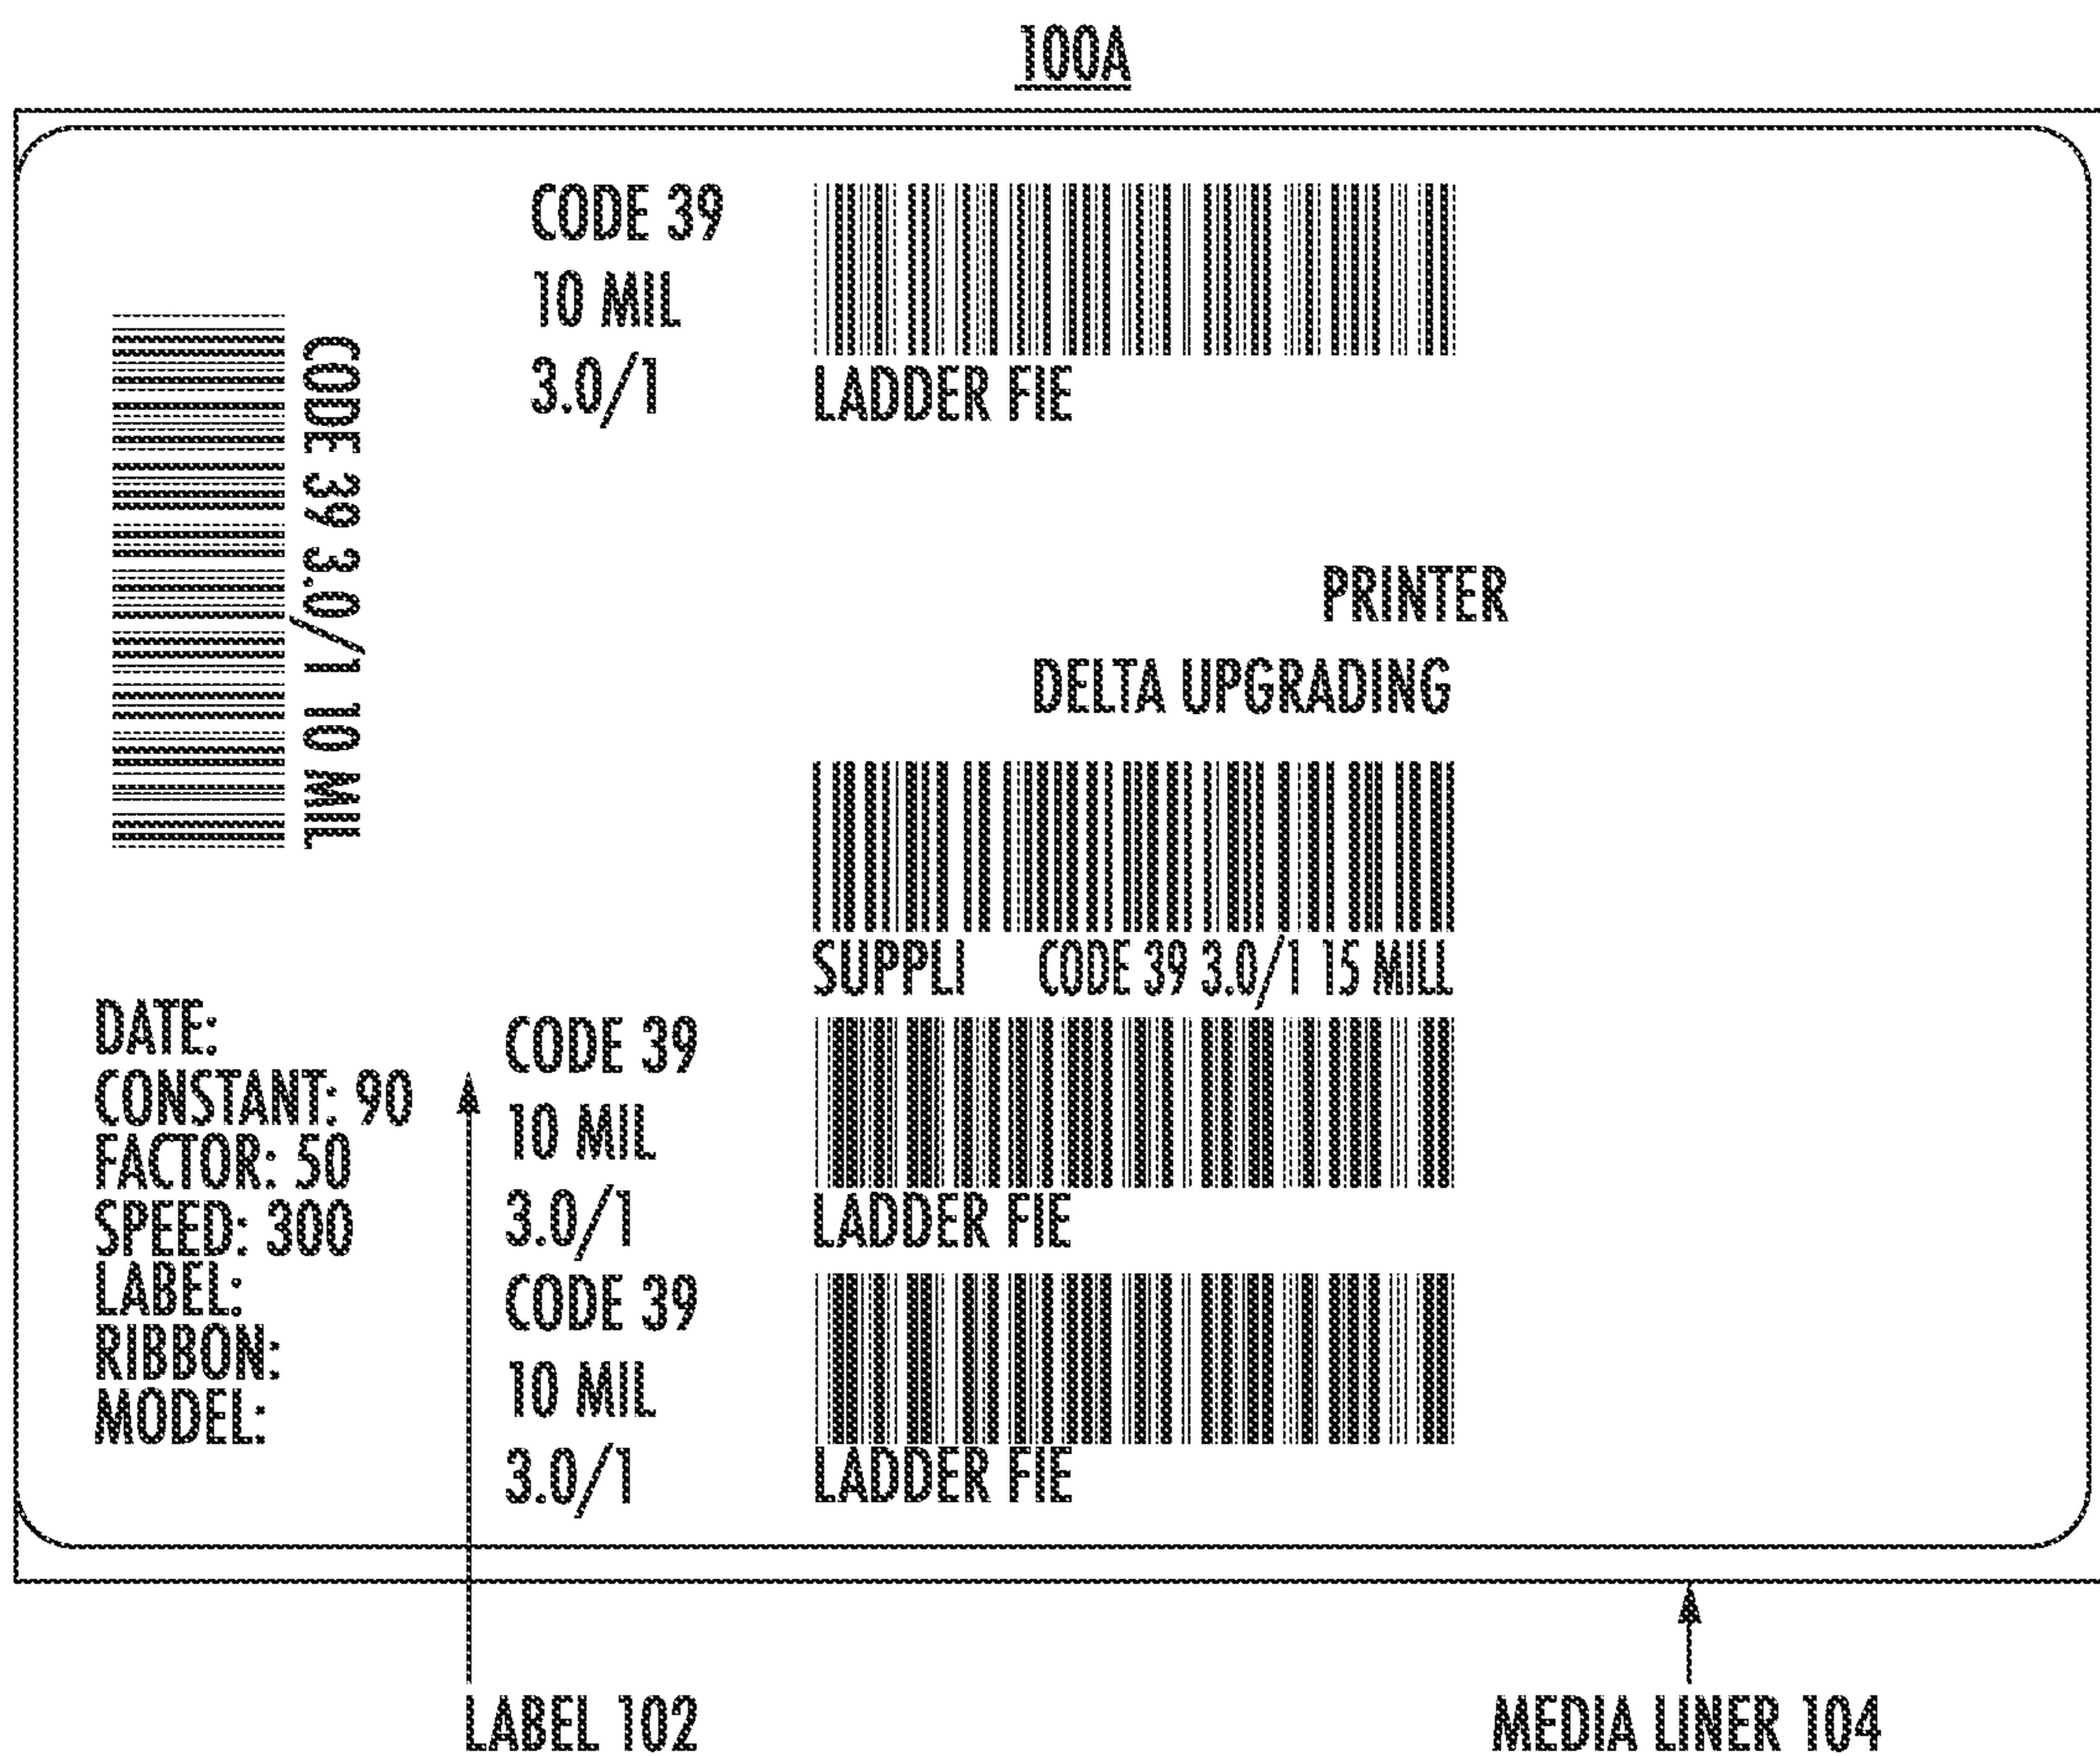 100A
CODE 39
10 MIL
3.0/1
LADDER FIE
CODE 39 3.0/1 10 MIL
PRINTER
DELTA UPGRADING
SUPPLI CODE 39 3.0/1 15 MILL
DATE:
CONSTANT: 90
FACTOR: 50
SPEED: 300
LABEL:
RIBBON:
MODEL:
CODE 39
10 MIL
3.0/1
LADDER FIE
CODE 39
10 MIL
3.0/1
LADDER FIE
LABEL 102
MEDIA LINER 104